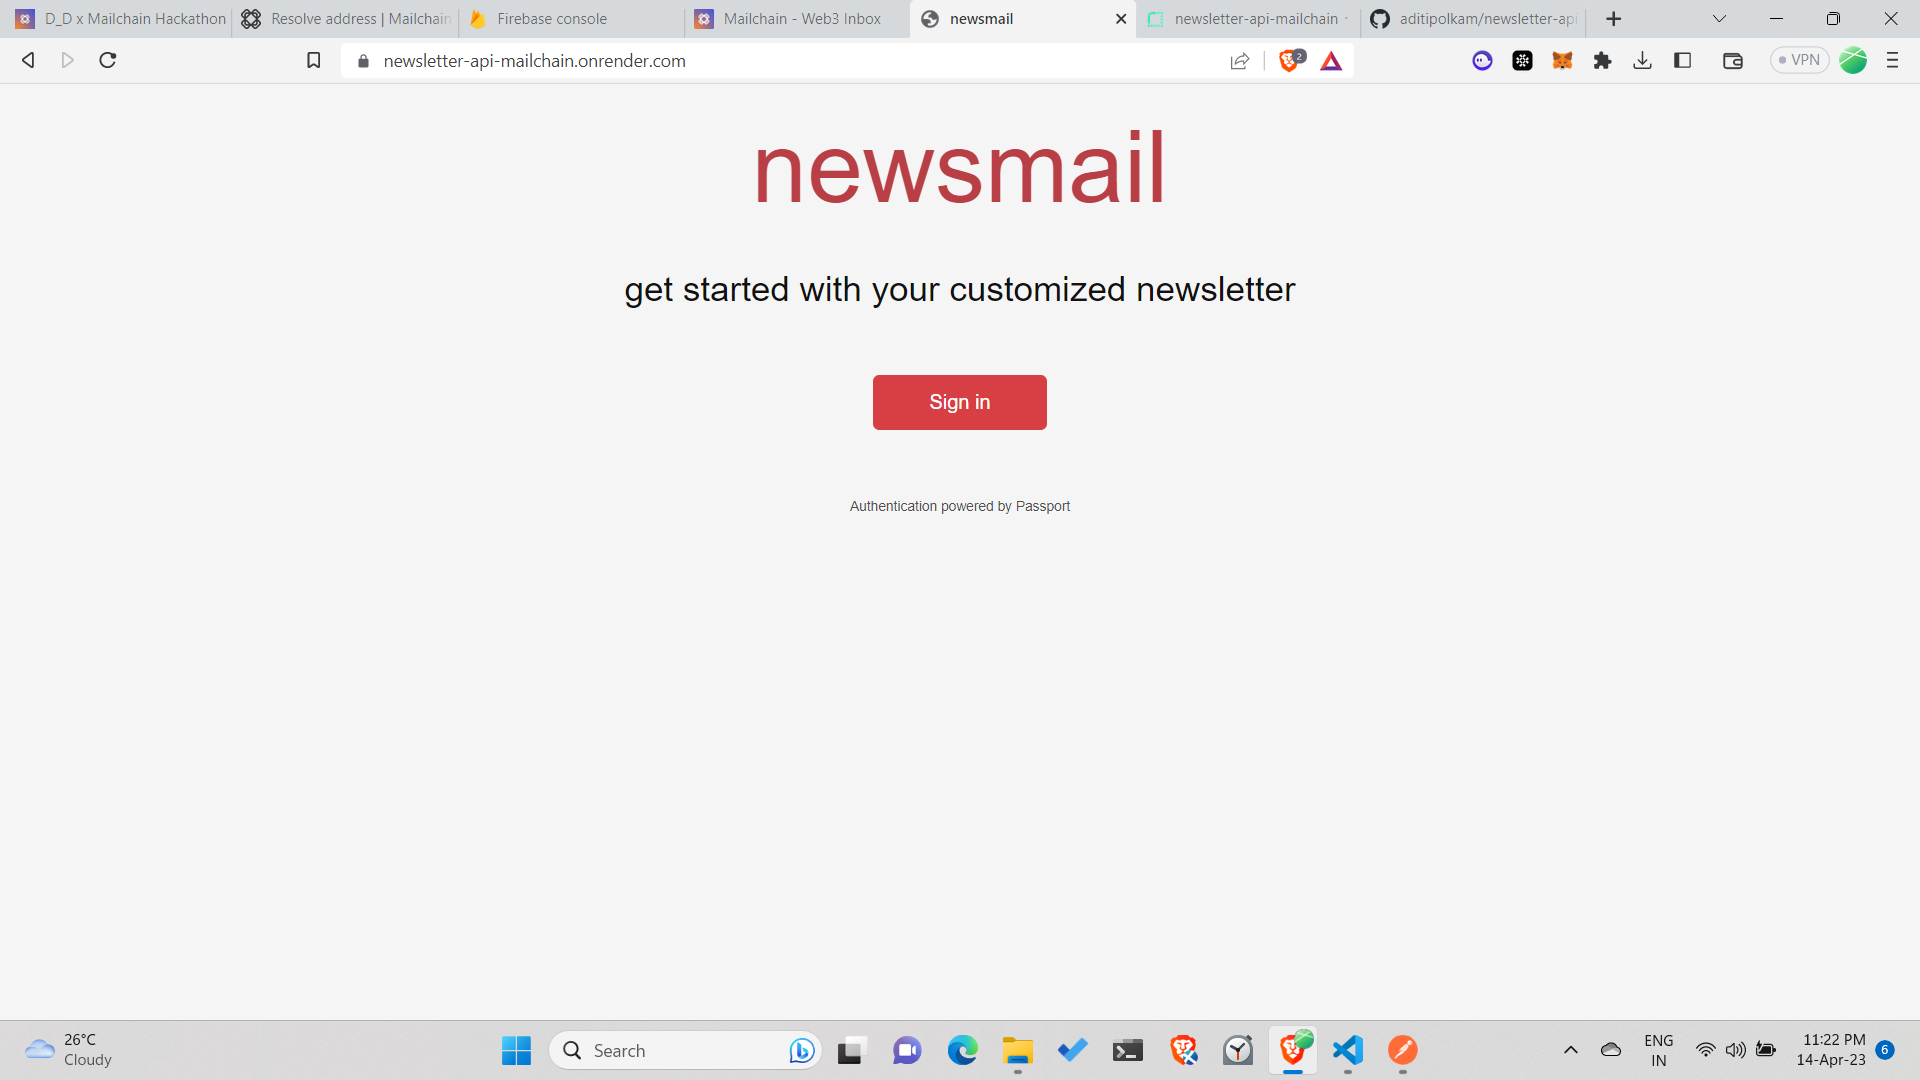 D_D x Mailchain Hackathon
Resolve address | Mailchain
Firebase console
Mailchain - Web3 Inbox
newsmail
newsletter-api-mailchain
aditipolkam/newsletter-api
newsletter-api-mailchain.onrender.com
2
VPN
newsmail
get started with your customized newsletter
Sign in
Authentication powered by Passport
26°C
Cloudy
Search
ENG
IN
11:22 PM
14-Apr-23
6